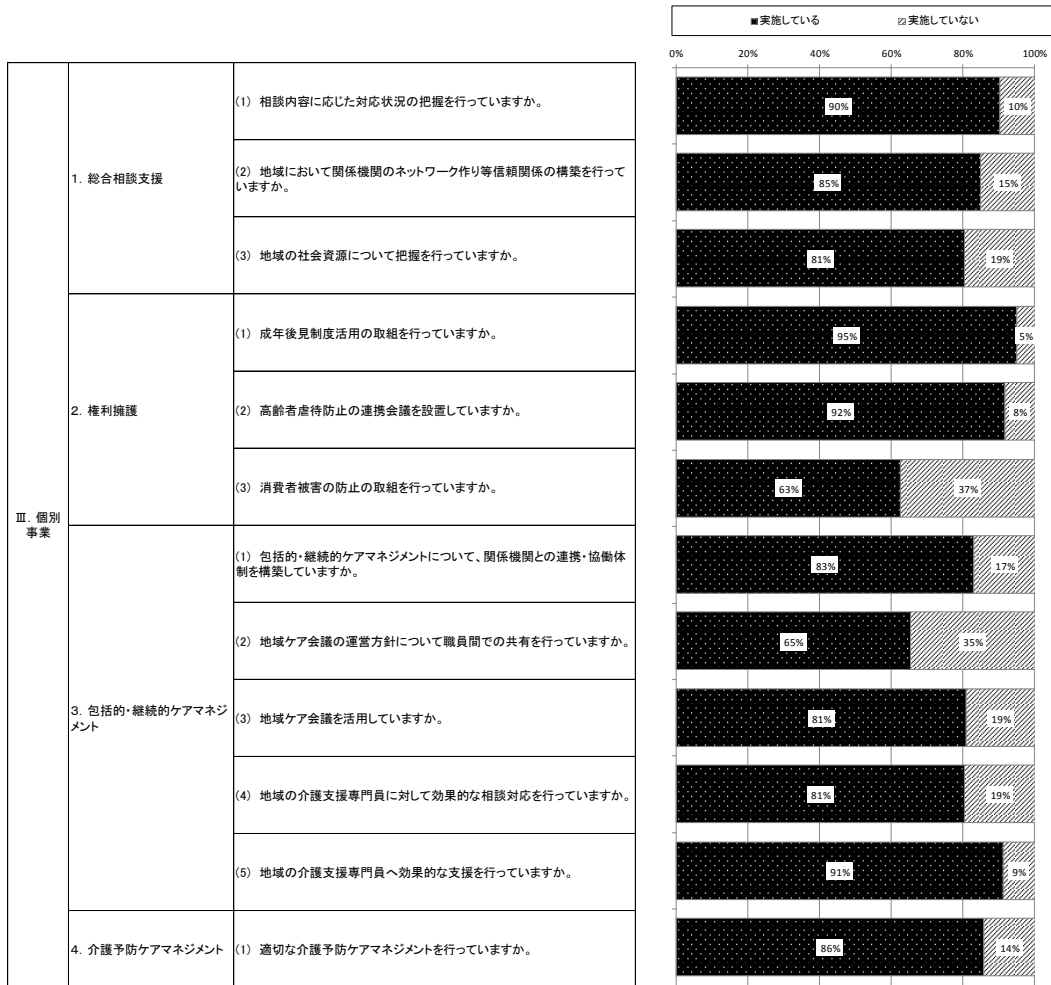 ■実施している
▨実施していない
0% 20% 40% 60% 80% 100%
Ⅲ．個別
事業
1．総合相談支援
(1) 相談内容に応じた対応状況の把握を行っていますか。
90% 10%
(2) 地域において関係機関のネットワーク作り等信頼関係の構築を行って
いますか。
85% 15%
(3) 地域の社会資源について把握を行っていますか。
81% 19%
2．権利擁護
(1) 成年後見制度活用の取組を行っていますか。
95% 5%
(2) 高齢者虐待防止の連携会議を設置していますか。
92% 8%
(3) 消費者被害の防止の取組を行っていますか。
63% 37%
3．包括的・継続的ケアマネジ
メント
(1) 包括的・継続的ケアマネジメントについて、関係機関との連携・協働体
制を構築していますか。
83% 17%
(2) 地域ケア会議の運営方針について職員間での共有を行っていますか。
65% 35%
(3) 地域ケア会議を活用していますか。
81% 19%
(4) 地域の介護支援専門員に対して効果的な相談対応を行っていますか。
81% 19%
(5) 地域の介護支援専門員へ効果的な支援を行っていますか。
91% 9%
4．介護予防ケアマネジメント
(1) 適切な介護予防ケアマネジメントを行っていますか。
86% 14%